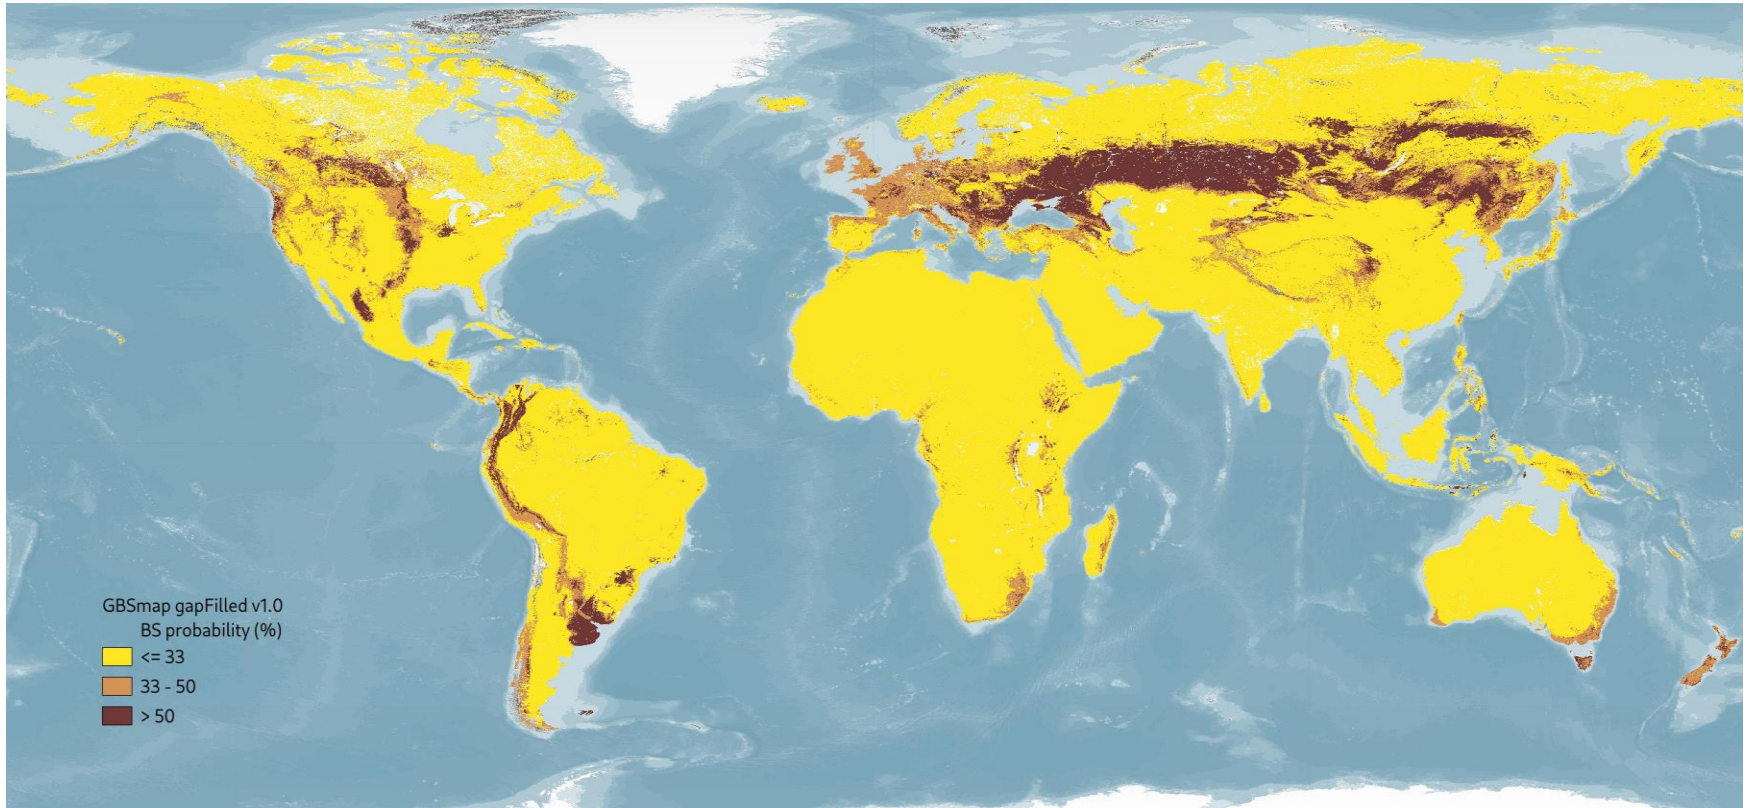 GBSmap gapFilled v1.0
BS probability (%)
<= 33
33 - 50
> 50